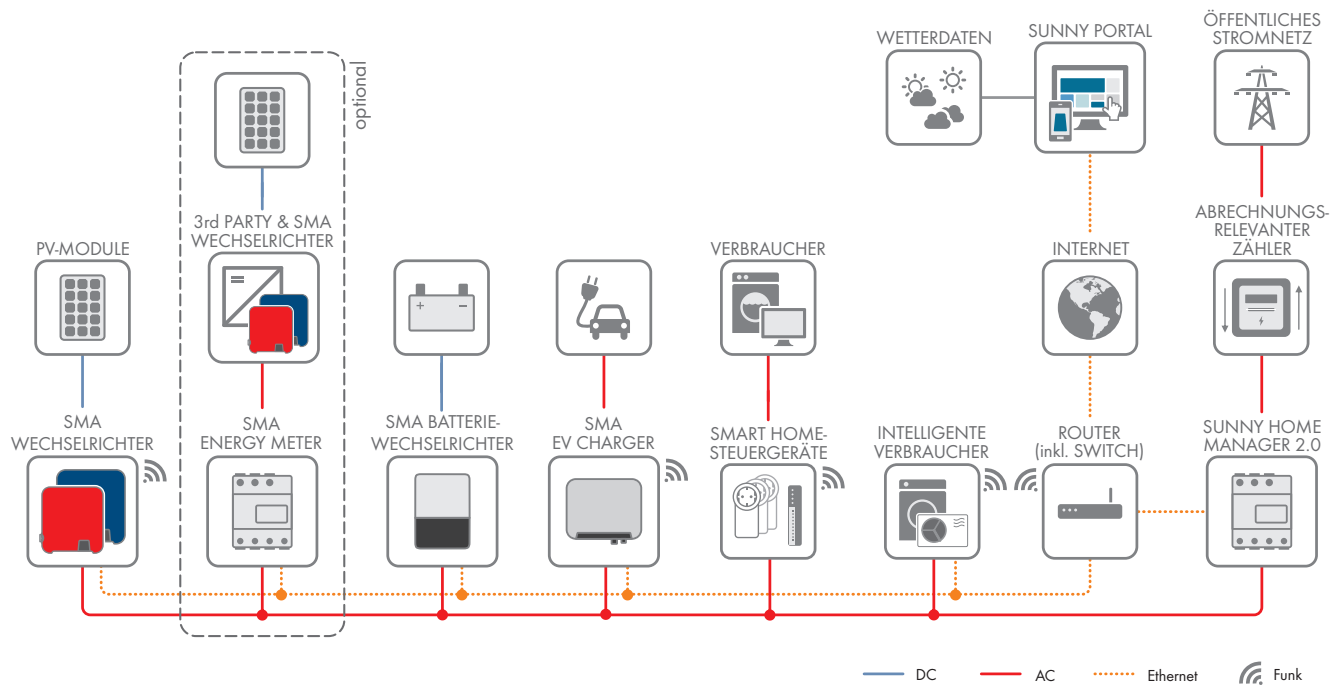 WETTERDATEN
SUNNY PORTAL
ÖFFENTLICHES
STROMNETZ
optional
3rd PARTY & SMA
WECHSELRICHTER
PV-MODULE
VERBRAUCHER
INTERNET
ABRECHNUNGS-
RELEVANTER
ZÄHLER
SMA
WECHSELRICHTER
SMA
ENERGY METER
SMA BATTERIE-
WECHSELRICHTER
SMA
EV CHARGER
SMART HOME-
STEUERGERÄTE
INTELLIGENTE
VERBRAUCHER
ROUTER
(inkl. SWITCH)
SUNNY HOME
MANAGER 2.0
DC
AC
Ethernet
Funk